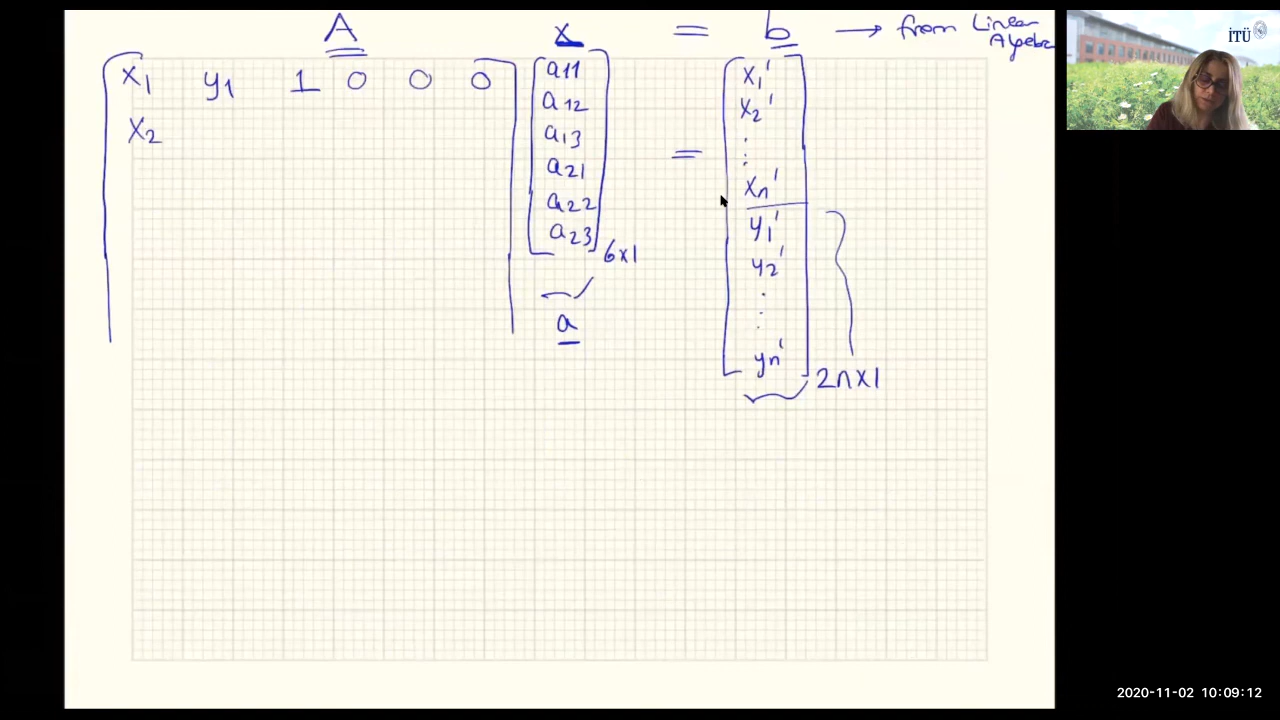 A x = b → from Linear Algebra
x1 y1 1 0 0 0
x2
a11
a12
a13
a21
a22
a23
6x1
a
=
x1'
x2'
⋮
xn'
y1'
y2'
⋮
yn'
2nx1
İTÜ
2020-11-02 10:09:12